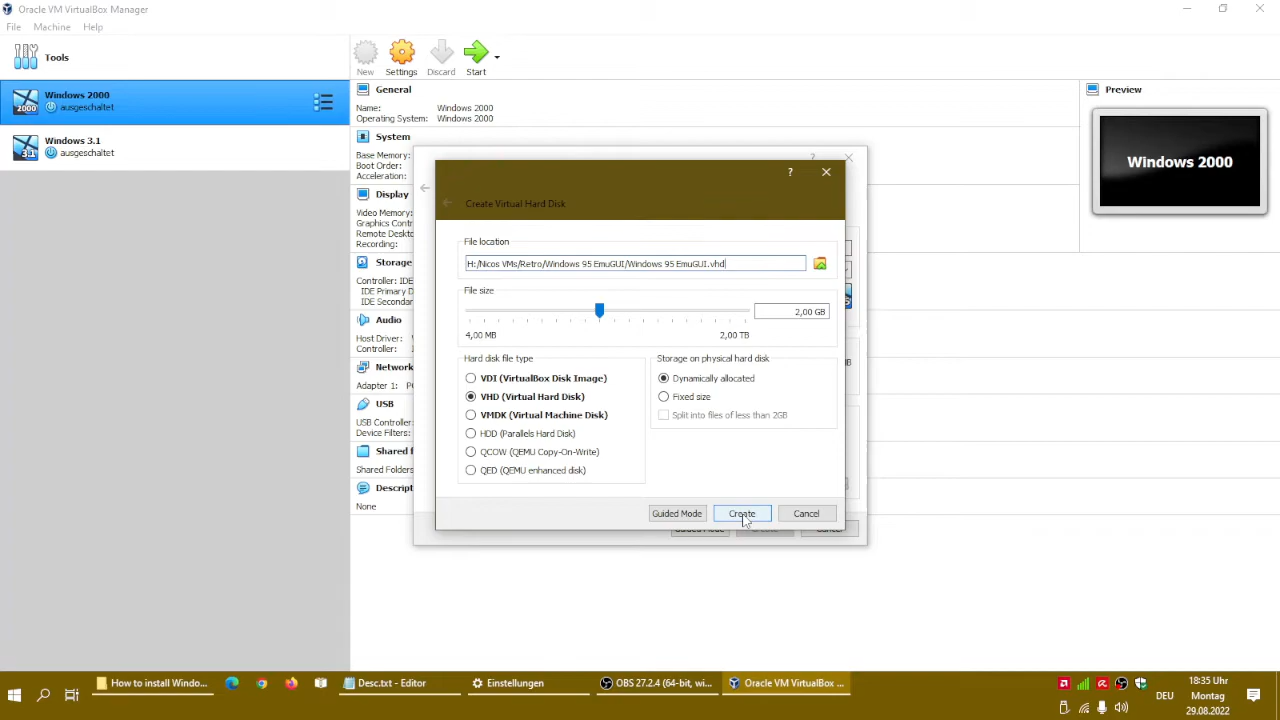 Oracle VM VirtualBox Manager
File Machine Help
Tools
New Settings Discard Start
Windows 2000
2000
ausgeschaltet
Windows 3.1
3.1
ausgeschaltet
General
Name: Windows 2000
Operating System: Windows 2000
System
Base Memory:
Boot Order:
Acceleration:
Display
Video Memory:
Graphics Contr
Remote Deskto
Recording:
Storage
Controller: IDE
IDE Primary D
IDE Secondary
Audio
Host Driver:
Controller:
Network
Adapter 1: PC
USB
USB Controller:
Device Filters:
Shared f
Shared Folders
Descript
None
Preview
Windows 2000
?
Create Virtual Hard Disk
File location
H:/Nicos VMs/Retro/Windows 95 EmuGUI/Windows 95 EmuGUI.vhd
File size
2,00 GB
4,00 MB 2,00 TB
Hard disk file type
VDI (VirtualBox Disk Image)
VHD (Virtual Hard Disk)
VMDK (Virtual Machine Disk)
HDD (Parallels Hard Disk)
QCOW (QEMU Copy-On-Write)
QED (QEMU enhanced disk)
Storage on physical hard disk
Dynamically allocated
Fixed size
Split into files of less than 2GB
Guided Mode Create Cancel
How to install Windo...
Desc.txt - Editor
Einstellungen
OBS 27.2.4 (64-bit, wi...
Oracle VM VirtualBox ...
DEU
18:35 Uhr
Montag
29.08.2022